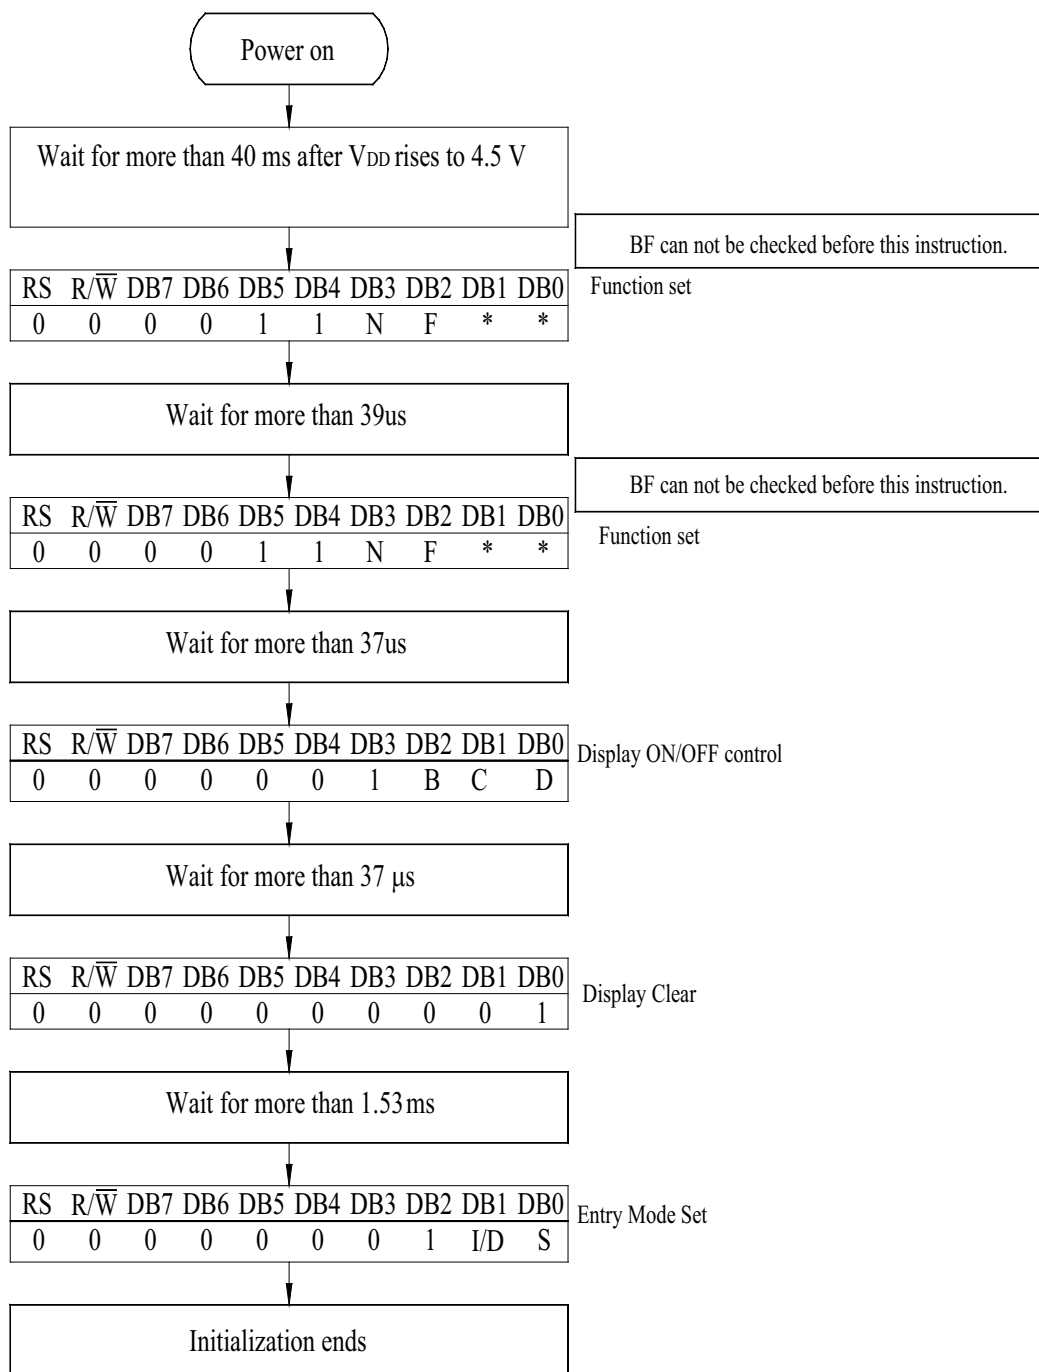 Power on
Wait for more than 40 ms after VDD rises to 4.5 V
BF can not be checked before this instruction.
RS R/W̅ DB7 DB6 DB5 DB4 DB3 DB2 DB1 DB0
Function set
0 0 0 0 1 1 N F * *
Wait for more than 39us
BF can not be checked before this instruction.
RS R/W̅ DB7 DB6 DB5 DB4 DB3 DB2 DB1 DB0
Function set
0 0 0 0 1 1 N F * *
Wait for more than 37us
RS R/W̅ DB7 DB6 DB5 DB4 DB3 DB2 DB1 DB0
Display ON/OFF control
0 0 0 0 0 0 1 B C D
Wait for more than 37 μs
RS R/W̅ DB7 DB6 DB5 DB4 DB3 DB2 DB1 DB0
Display Clear
0 0 0 0 0 0 0 0 0 1
Wait for more than 1.53ms
RS R/W̅ DB7 DB6 DB5 DB4 DB3 DB2 DB1 DB0
Entry Mode Set
0 0 0 0 0 0 0 1 I/D S
Initialization ends